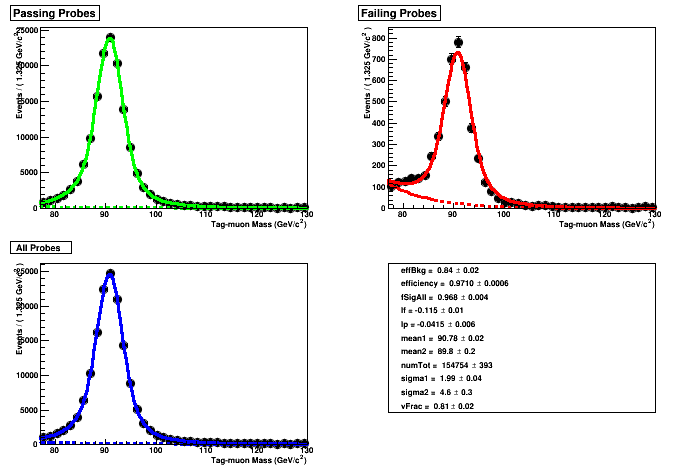 Passing Probes
Events / ( 1.325 GeV/c² )
25000
20000
15000
10000
5000
0
80 90 100 110 120 130
Tag-muon Mass (GeV/c²)
Failing Probes
Events / ( 1.325 GeV/c² )
800
700
600
500
400
300
200
100
0
80 90 100 110 120 130
Tag-muon Mass (GeV/c²)
All Probes
Events / ( 1.325 GeV/c² )
25000
20000
15000
10000
5000
0
80 90 100 110 120 130
Tag-muon Mass (GeV/c²)
effBkg = 0.84 ± 0.02
efficiency = 0.9710 ± 0.0006
fSigAll = 0.968 ± 0.004
lf = -0.115 ± 0.01
lp = -0.0415 ± 0.006
mean1 = 90.78 ± 0.02
mean2 = 89.8 ± 0.2
numTot = 154754 ± 393
sigma1 = 1.99 ± 0.04
sigma2 = 4.6 ± 0.3
vFrac = 0.81 ± 0.02